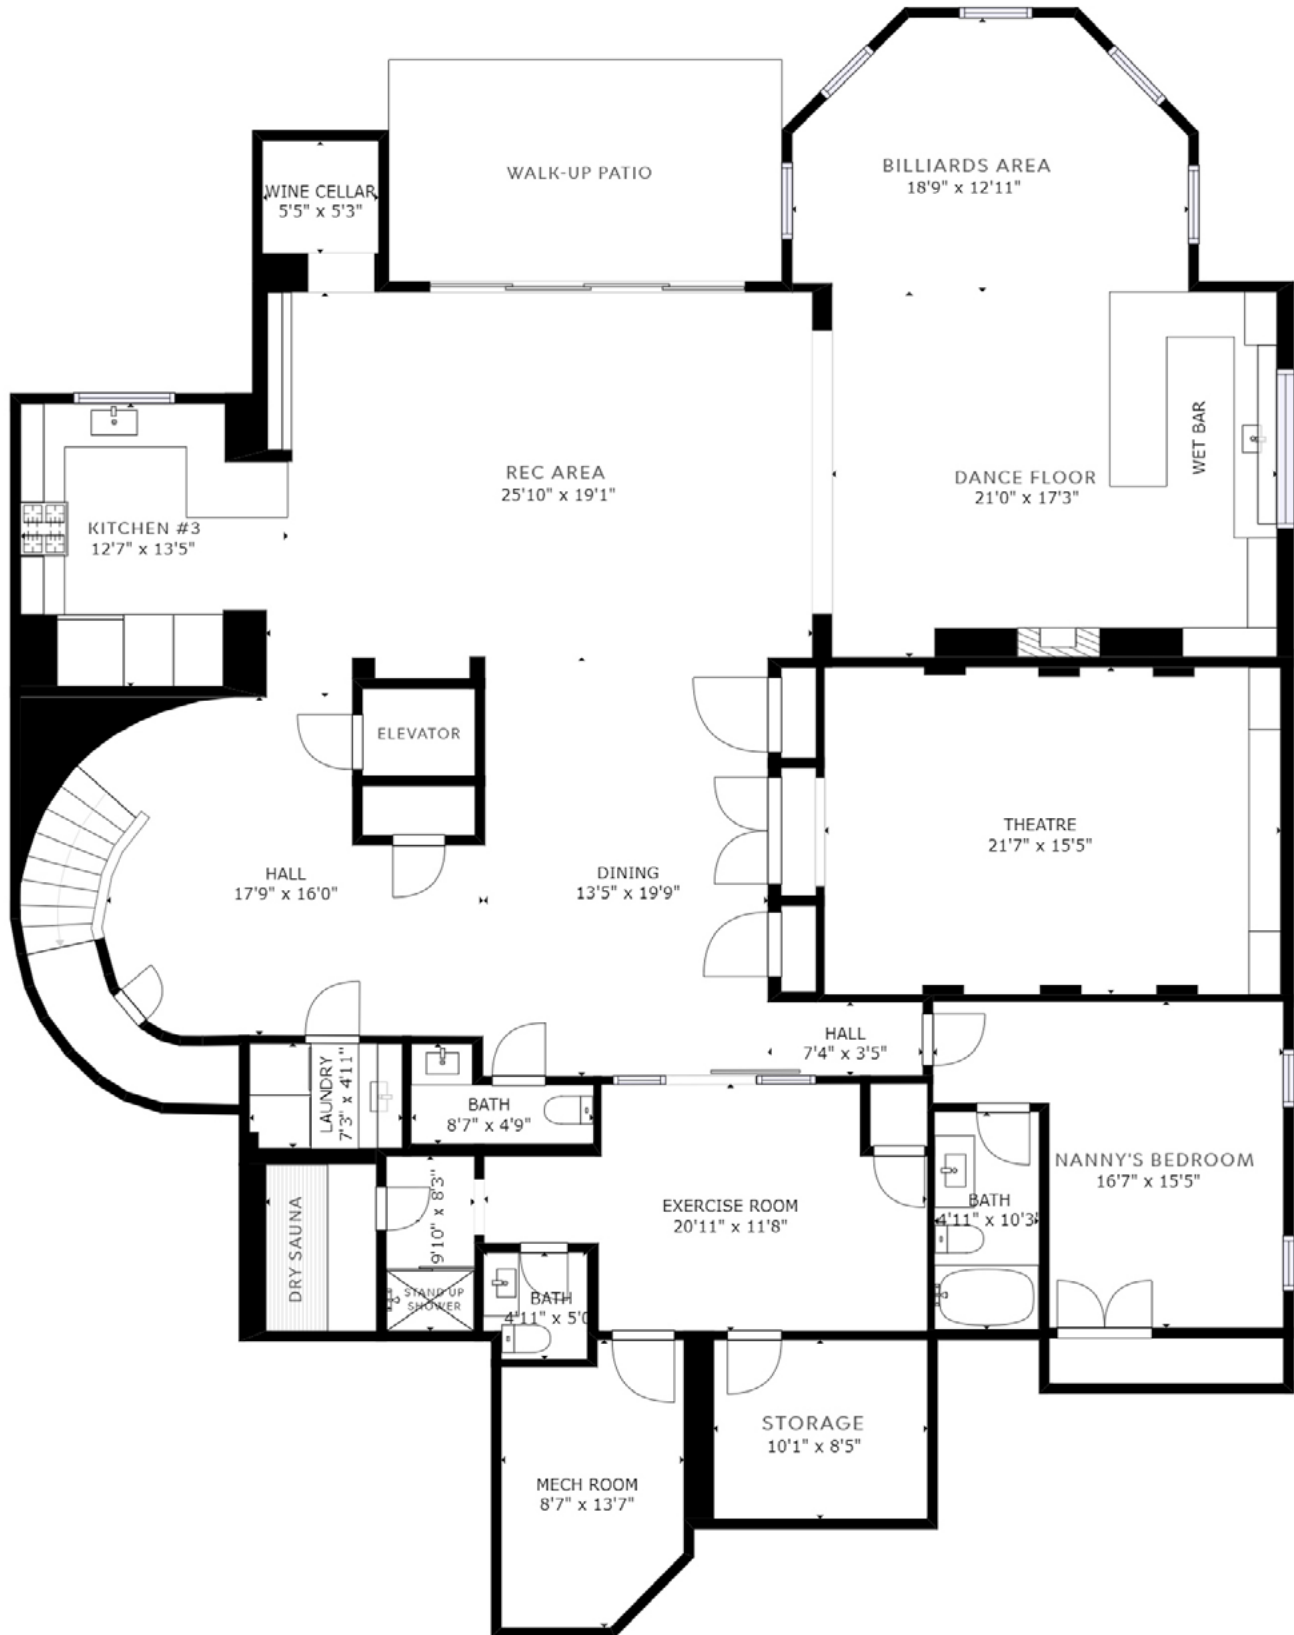 WALK-UP PATIO
BILLIARDS AREA
18'9" x 12'11"
WINE CELLAR
5'5" x 5'3"
WET BAR
REC AREA
25'10" x 19'1"
DANCE FLOOR
21'0" x 17'3"
KITCHEN #3
12'7" x 13'5"
ELEVATOR
THEATRE
21'7" x 15'5"
HALL
17'9" x 16'0"
DINING
13'5" x 19'9"
HALL
7'4" x 3'5"
LAUNDRY
7'3" x 4'11"
BATH
8'7" x 4'9"
NANNY'S BEDROOM
16'7" x 15'5"
EXERCISE ROOM
20'11" x 11'8"
BATH
4'11" x 10'3"
DRY SAUNA
9'10" x 8'3"
STAND UP
SHOWER
BATH
4'11" x 5'0
STORAGE
10'1" x 8'5"
MECH ROOM
8'7" x 13'7"